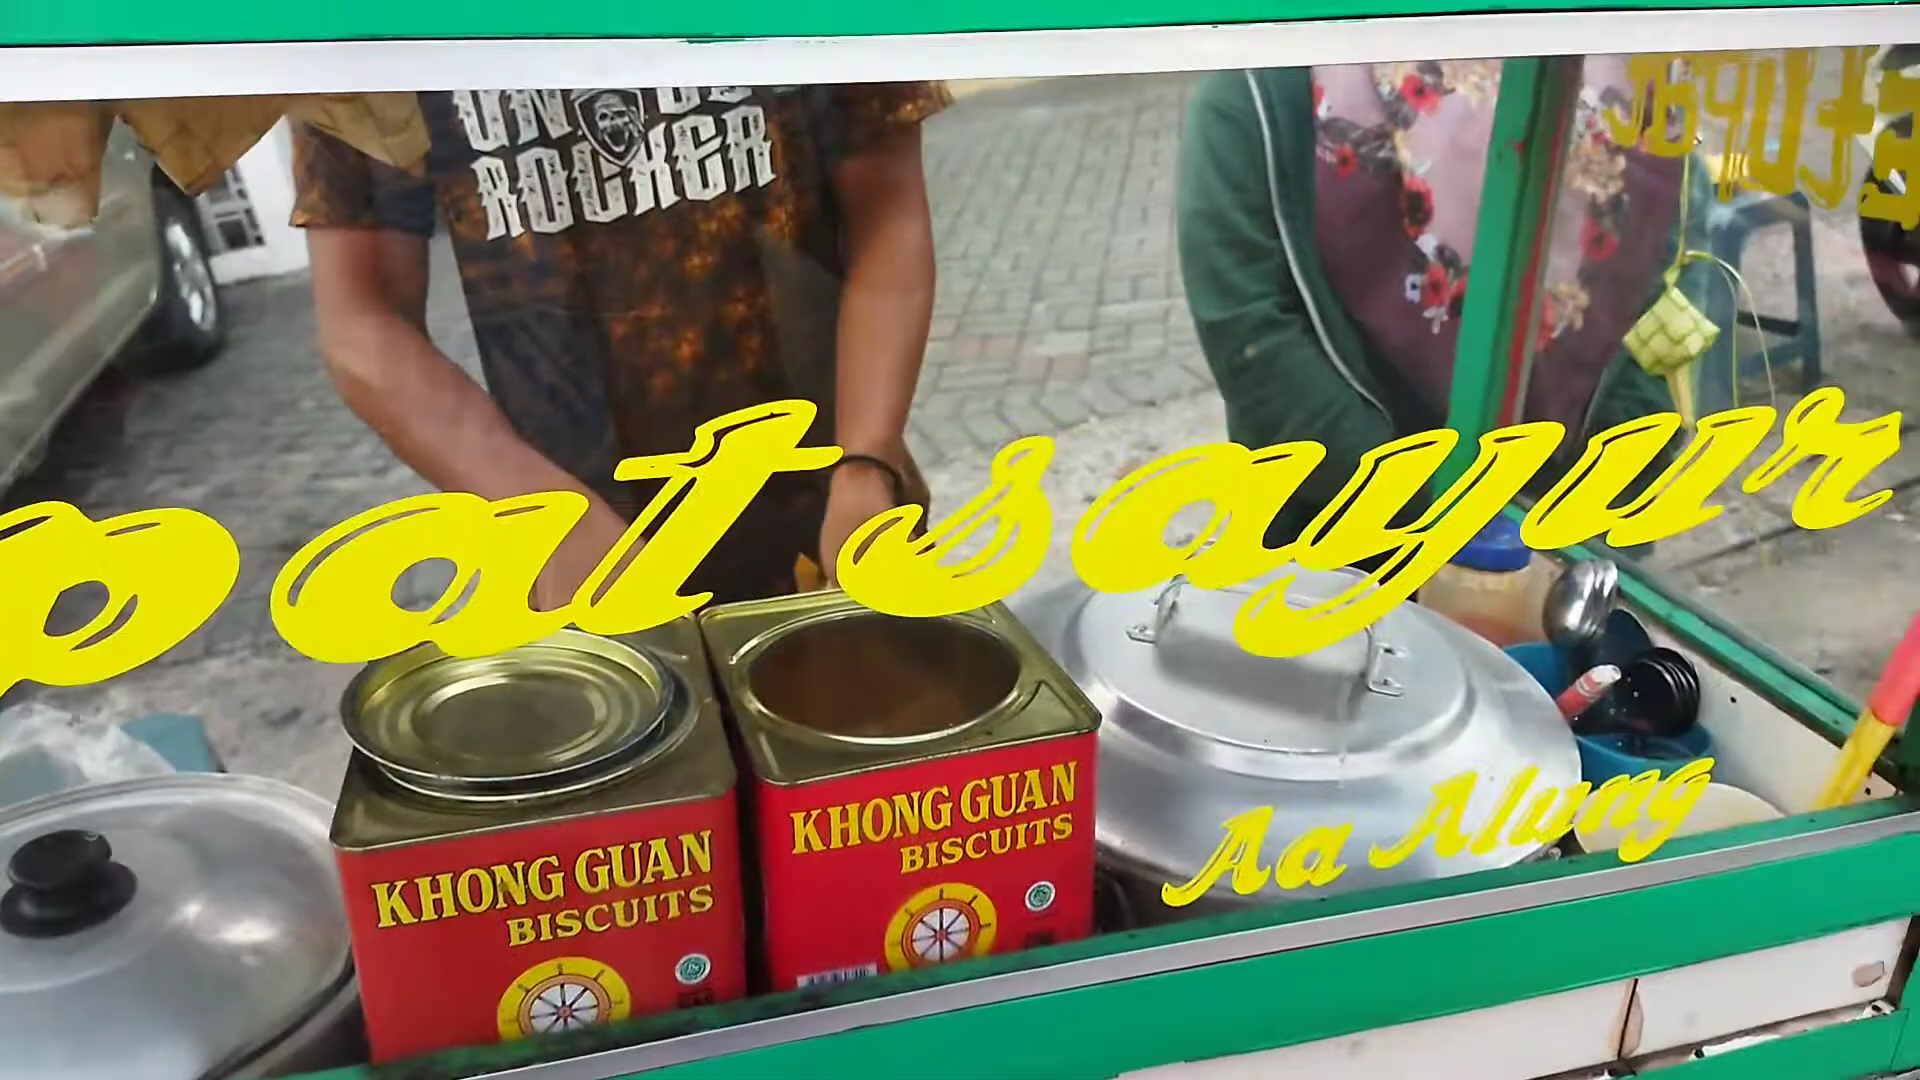 ROCKER
pat sayur
KHONG GUAN
BISCUITS
KHONG GUAN
BISCUITS
Aa Alung